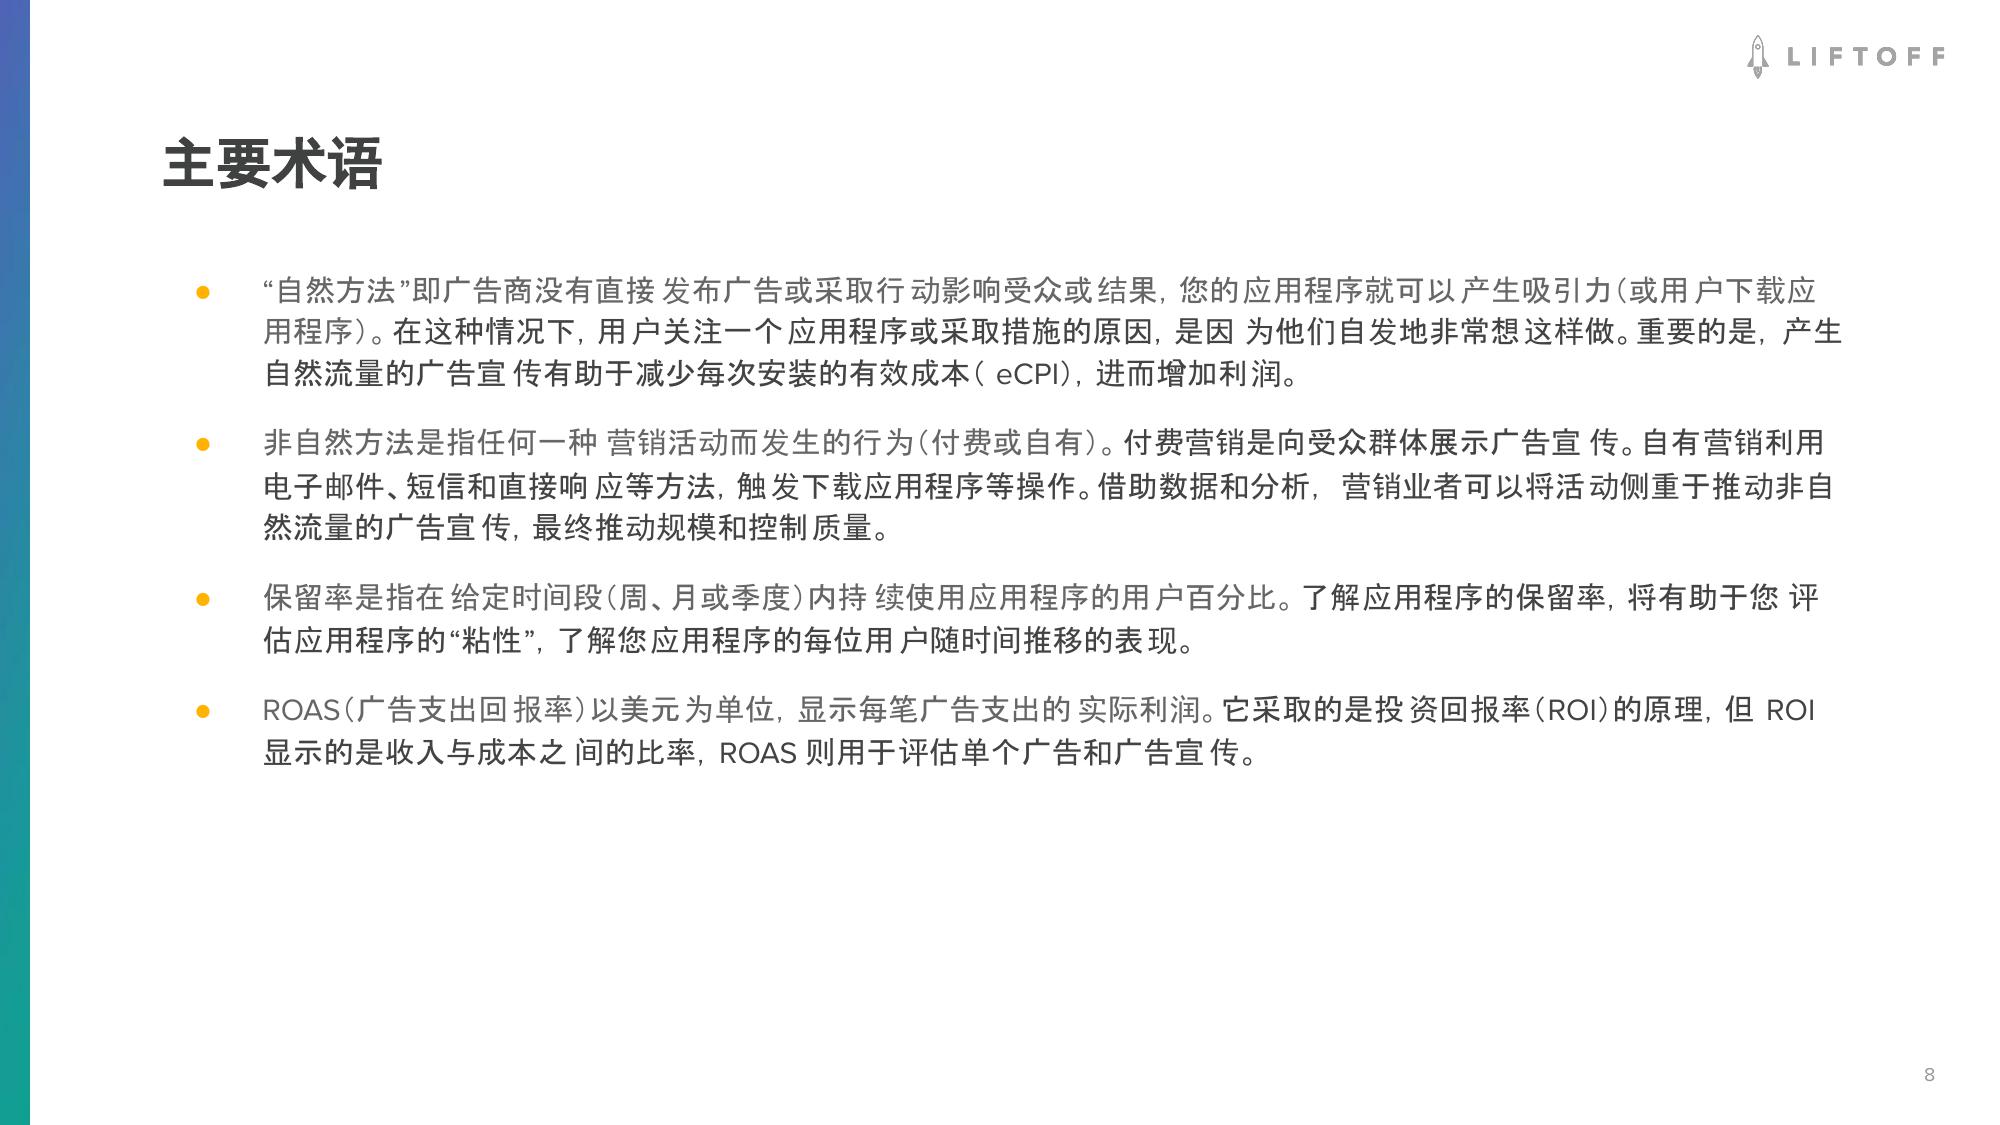 LIFTOFF
主要术语
● “自然方法”即广告商没有直接发布广告或采取行动影响受众或结果, 您的应用程序就可以产生吸引力(或用户下载应
用程序)。在这种情况下, 用户关注一个应用程序或采取措施的原因, 是因为他们自发地非常想这样做。重要的是, 产生
自然流量的广告宣传有助于减少每次安装的有效成本( eCPI), 进而增加利润。
● 非自然方法是指任何一种营销活动而发生的行为(付费或自有)。付费营销是向受众群体展示广告宣传。自有营销利用
电子邮件、短信和直接响应等方法, 触发下载应用程序等操作。借助数据和分析, 营销业者可以将活动侧重于推动非自
然流量的广告宣传, 最终推动规模和控制质量。
● 保留率是指在给定时间段(周、月或季度)内持续使用应用程序的用户百分比。了解应用程序的保留率, 将有助于您评
估应用程序的“粘性”, 了解您应用程序的每位用户随时间推移的表现。
● ROAS(广告支出回报率)以美元为单位, 显示每笔广告支出的实际利润。它采取的是投资回报率(ROI)的原理, 但 ROI
显示的是收入与成本之间的比率, ROAS 则用于评估单个广告和广告宣传。
8